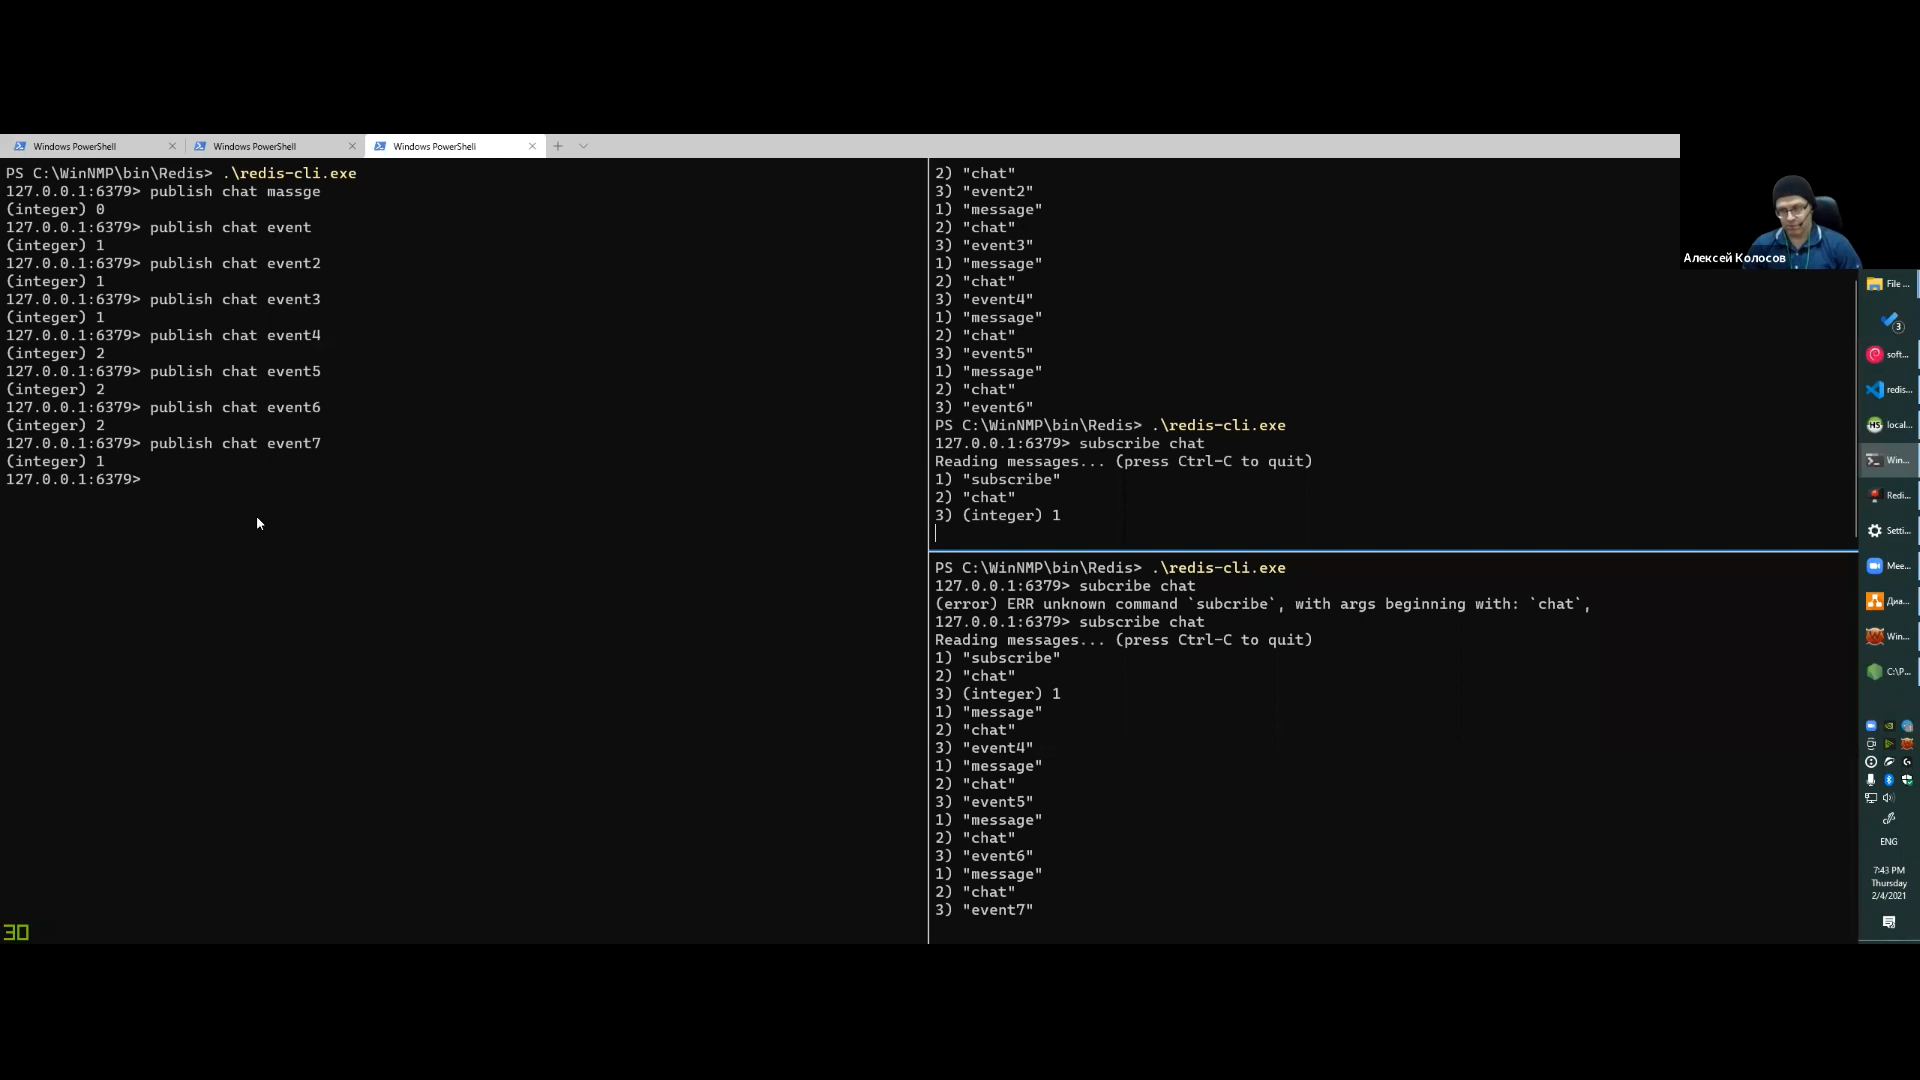 Windows PowerShell
Windows PowerShell
Windows PowerShell
PS C:\WinNMP\bin\Redis> .\redis-cli.exe
127.0.0.1:6379> publish chat massge
(integer) 0
127.0.0.1:6379> publish chat event
(integer) 1
127.0.0.1:6379> publish chat event2
(integer) 1
127.0.0.1:6379> publish chat event3
(integer) 1
127.0.0.1:6379> publish chat event4
(integer) 2
127.0.0.1:6379> publish chat event5
(integer) 2
127.0.0.1:6379> publish chat event6
(integer) 2
127.0.0.1:6379> publish chat event7
(integer) 1
127.0.0.1:6379>
30
2) "chat"
3) "event2"
1) "message"
2) "chat"
3) "event3"
1) "message"
2) "chat"
3) "event4"
1) "message"
2) "chat"
3) "event5"
1) "message"
2) "chat"
3) "event6"
PS C:\WinNMP\bin\Redis> .\redis-cli.exe
127.0.0.1:6379> subscribe chat
Reading messages... (press Ctrl-C to quit)
1) "subscribe"
2) "chat"
3) (integer) 1
PS C:\WinNMP\bin\Redis> .\redis-cli.exe
127.0.0.1:6379> subcribe chat
(error) ERR unknown command `subcribe`, with args beginning with: `chat`,
127.0.0.1:6379> subscribe chat
Reading messages... (press Ctrl-C to quit)
1) "subscribe"
2) "chat"
3) (integer) 1
1) "message"
2) "chat"
3) "event4"
1) "message"
2) "chat"
3) "event5"
1) "message"
2) "chat"
3) "event6"
1) "message"
2) "chat"
3) "event7"
Алексей Колосов
File ...
3
soft...
redis...
HS
local...
Win...
Redi...
Setti...
Mee...
Диа...
Win...
C:\P...
ENG
7:43 PM
Thursday
2/4/2021